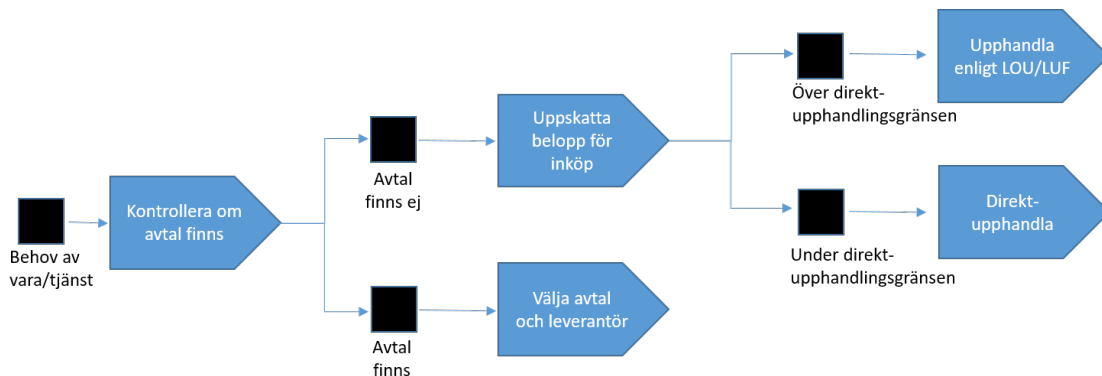 Behov av
vara/tjänst
Kontrollera om
avtal finns
Avtal
finns ej
Uppskatta
belopp för
inköp
Över direkt-
upphandlingsgränsen
Upphandla
enligt LOU/LUF
Under direkt-
upphandlingsgränsen
Direkt-
upphandla
Avtal
finns
Välja avtal
och leverantör